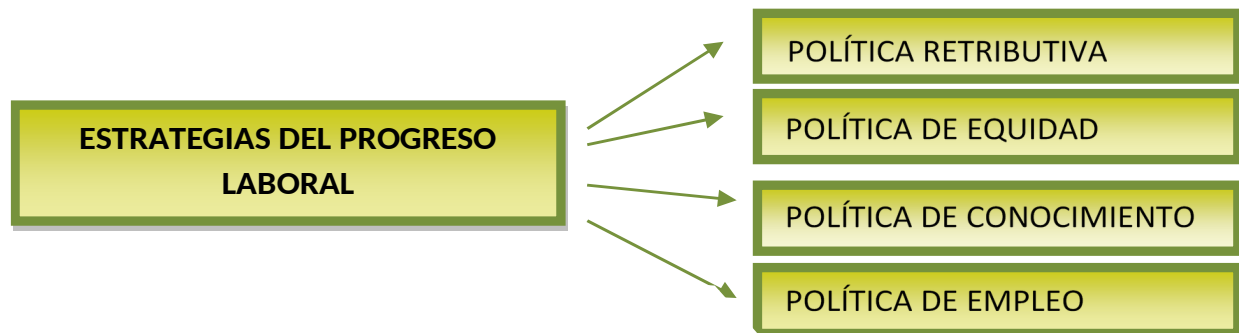 ESTRATEGIAS DEL PROGRESO
LABORAL
POLÍTICA RETRIBUTIVA
POLÍTICA DE EQUIDAD
POLÍTICA DE CONOCIMIENTO
POLÍTICA DE EMPLEO